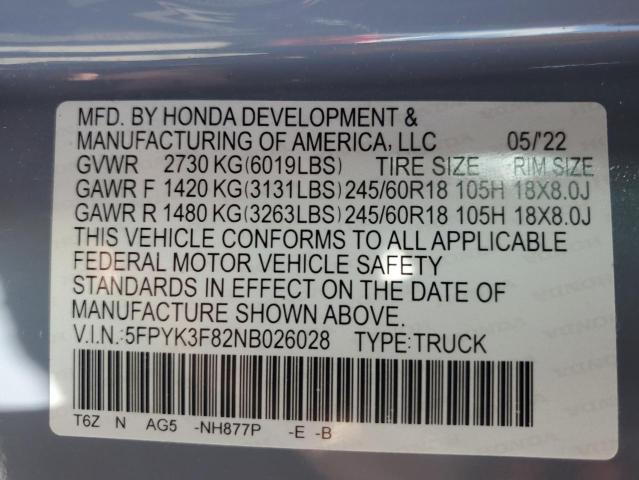 MFD. BY HONDA DEVELOPMENT &
MANUFACTURING OF AMERICA, LLC 05/'22
GVWR 2730 KG(6019LBS) TIRE SIZE RIM SIZE
GAWR F 1420 KG(3131LBS)245/60R18 105H 18X8.0J
GAWR R 1480 KG(3263LBS)245/60R18 105H 18X8.0J
THIS VEHICLE CONFORMS TO ALL APPLICABLE
FEDERAL MOTOR VEHICLE SAFETY
STANDARDS IN EFFECT ON THE DATE OF
MANUFACTURE SHOWN ABOVE.
V.I.N.:5FPYK3F82NB026028 TYPE:TRUCK
T6Z N AG5 -NH877P -E -B